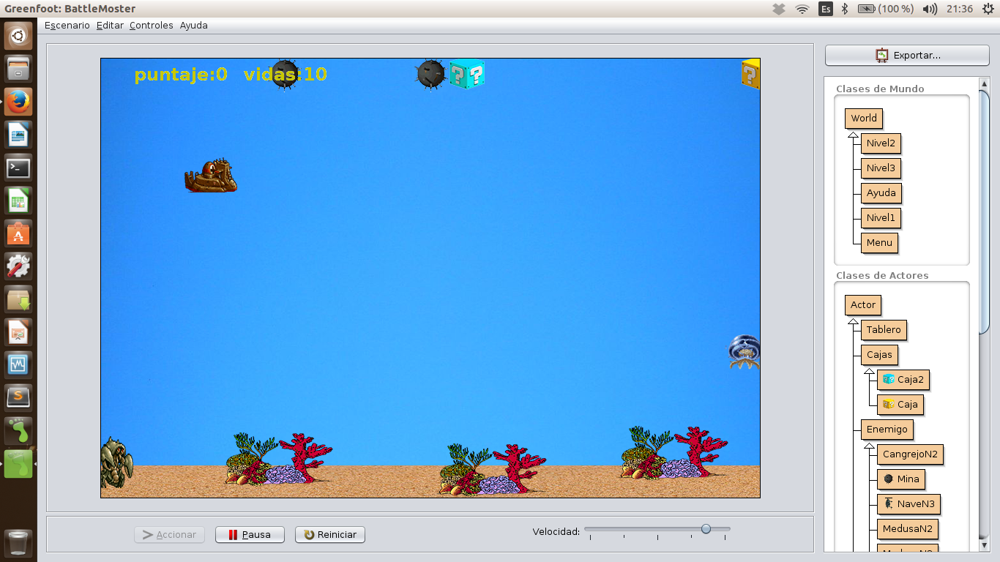 Greenfoot: BattleMoster
Es (100 %) 21:36
Escenario Editar Controles Ayuda
Exportar...
puntaje:0 vidas:10
? ? ?
Clases de Mundo
World
Nivel2
Nivel3
Ayuda
Nivel1
Menu
Clases de Actores
Actor
Tablero
Cajas
Caja2
Caja
Enemigo
CangrejoN2
Mina
NaveN3
MedusaN2
Accionar Pausa Reiniciar Velocidad: